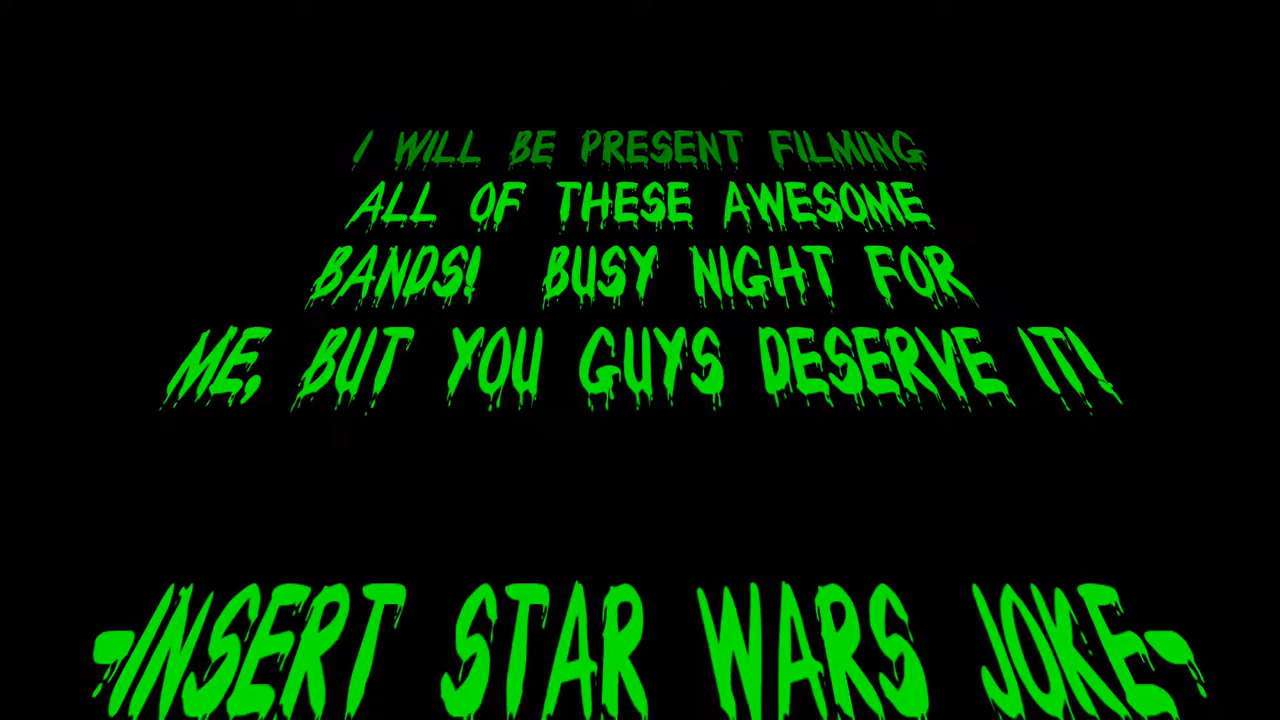 I WILL BE PRESENT FILMING
ALL OF THESE AWESOME
BANDS! BUSY NIGHT FOR
ME, BUT YOU GUYS DESERVE IT!
-INSERT STAR WARS JOKE-